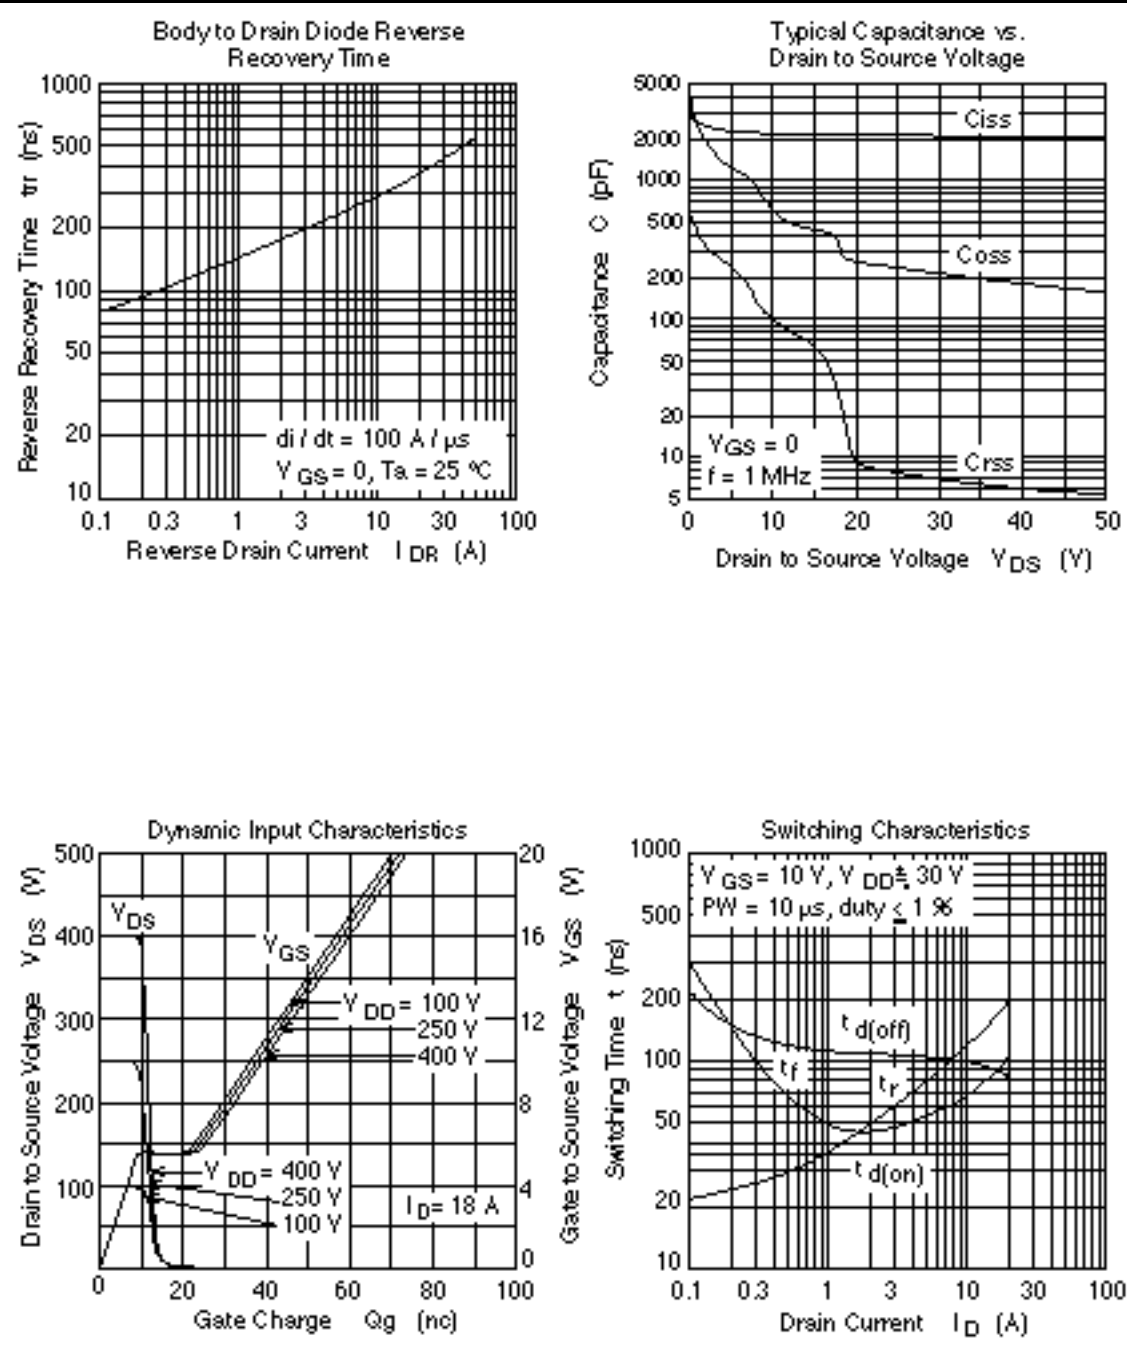 Body to Drain Diode Reverse
Recovery Time
1000
500
200
100
50
20
10
Reverse Recovery Time trr (ns)
di / dt = 100 A / µs
V GS = 0, Ta = 25 °C
0.1 0.3 1 3 10 30 100
Reverse Drain Current I DR (A)
Typical Capacitance vs.
Drain to Source Voltage
5000
2000
1000
500
200
100
50
20
10
5
Capacitance C (pF)
Ciss
Coss
Crss
VGS = 0
f = 1 MHz
0 10 20 30 40 50
Drain to Source Voltage VDS (V)
Dynamic Input Characteristics
500
400
300
200
100
Drain to Source Voltage VDS (V)
20
16
12
8
4
0
Gate to Source Voltage VGS (V)
VDS
VGS
V DD = 100 V
250 V
400 V
V DD = 400 V
250 V
100 V
I D = 18 A
0 20 40 60 80 100
Gate Charge Qg (nc)
Switching Characteristics
1000
500
200
100
50
20
10
Switching Time t (ns)
V GS = 10 V, V DD ≐ 30 V
PW = 10 µs, duty ≤ 1 %
t d(off)
t f
t r
t d(on)
0.1 0.3 1 3 10 30 100
Drain Current I D (A)